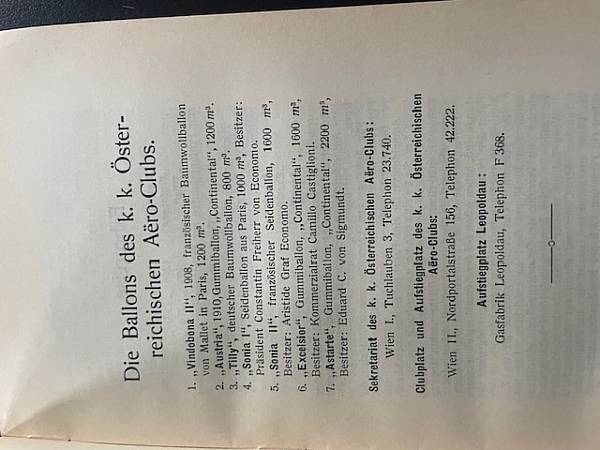 Die Ballons des k. k. Öster-
reichischen Aëro-Clubs.
1. „Vindobona II“, 1908, französischer Baumwollballon
von Mallet in Paris, 1200 m³.
2. „Austria“, 1910, Gummiballon, „Continental“, 1200 m³.
3. „Tilly“, deutscher Baumwollballon, 800 m³.
4. „Sonia I“, Seidenballon aus Paris, 1000 m³, Besitzer:
Präsident Constantin Freiherr von Economo.
5. „Sonia II“, französischer Seidenballon, 1600 m³,
Besitzer: Aristide Graf Economo.
6. „Excelsior“, Gummiballon, „Continental“, 1600 m³,
Besitzer: Kommerzialrat Camillo Castiglioni.
7. „Astarte“, Gummiballon, „Continental“, 2200 m³,
Besitzer: Eduard C. von Sigmundt.
Sekretariat des k. k. Österreichischen Aëro-Clubs:
Wien I., Tuchlauben 3, Telephon 23.740.
Clubplatz und Aufstiegplatz des k. k. Österreichischen
Aëro-Clubs:
Wien II., Nordportalstraße 156, Telephon 42.222.
Aufstiegplatz Leopoldau:
Gasfabrik Leopoldau, Telephon F 368.